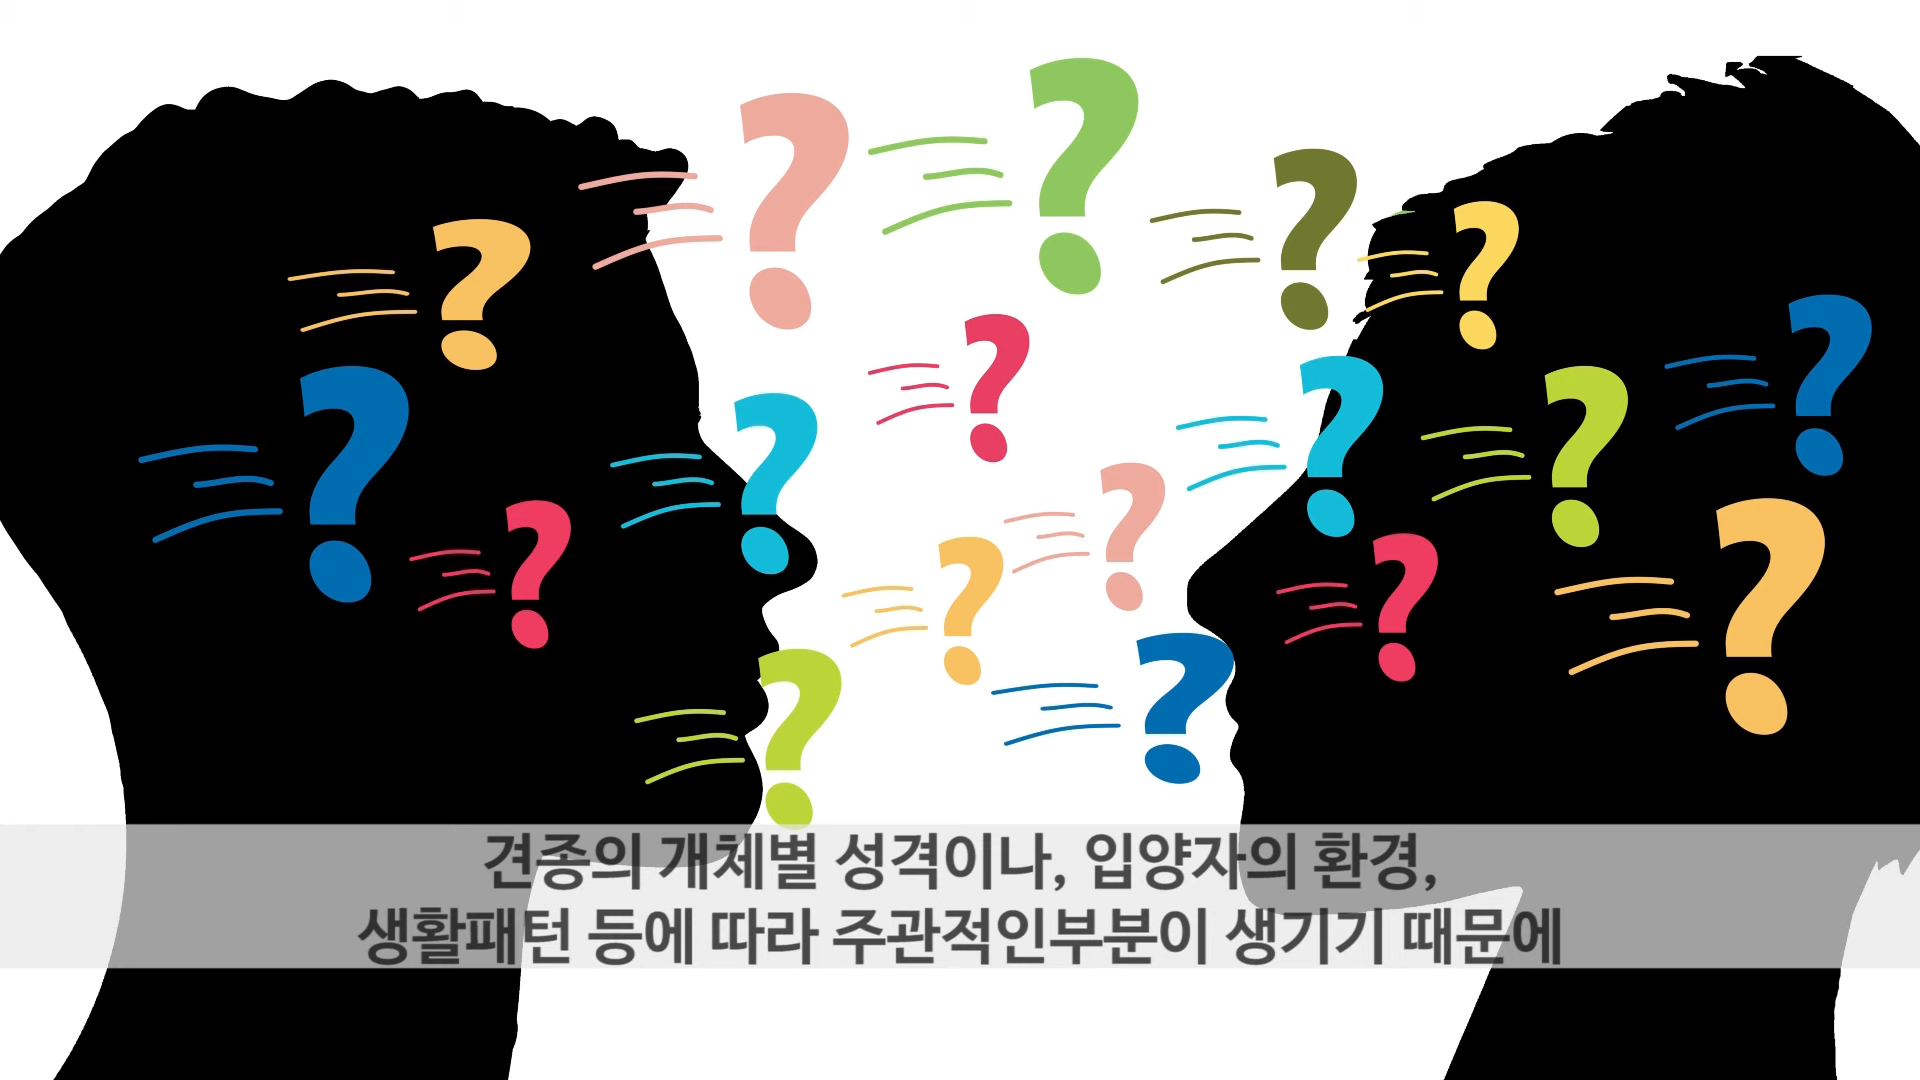 견종의 개체별 성격이나, 입양자의 환경,
생활패턴 등에 따라 주관적인부분이 생기기 때문에